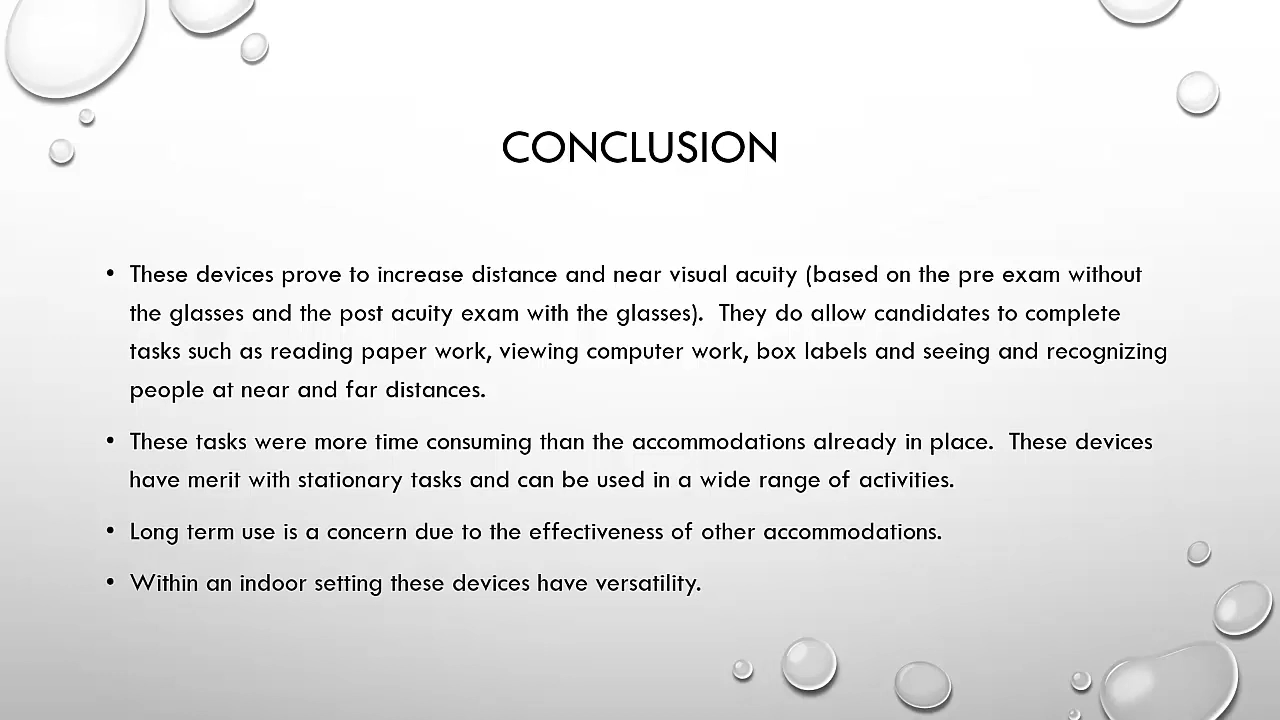 CONCLUSION
• These devices prove to increase distance and near visual acuity (based on the pre exam without
the glasses and the post acuity exam with the glasses).  They do allow candidates to complete
tasks such as reading paper work, viewing computer work, box labels and seeing and recognizing
people at near and far distances.
• These tasks were more time consuming than the accommodations already in place.  These devices
have merit with stationary tasks and can be used in a wide range of activities.
• Long term use is a concern due to the effectiveness of other accommodations.
• Within an indoor setting these devices have versatility.